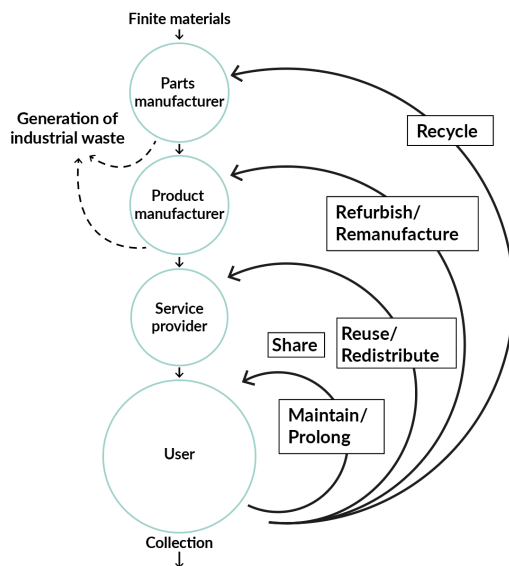 Finite materials
Parts
manufacturer
Generation of
industrial waste
Recycle
Product
manufacturer
Refurbish/
Remanufacture
Service
provider
Share
Reuse/
Redistribute
Maintain/
Prolong
User
Collection